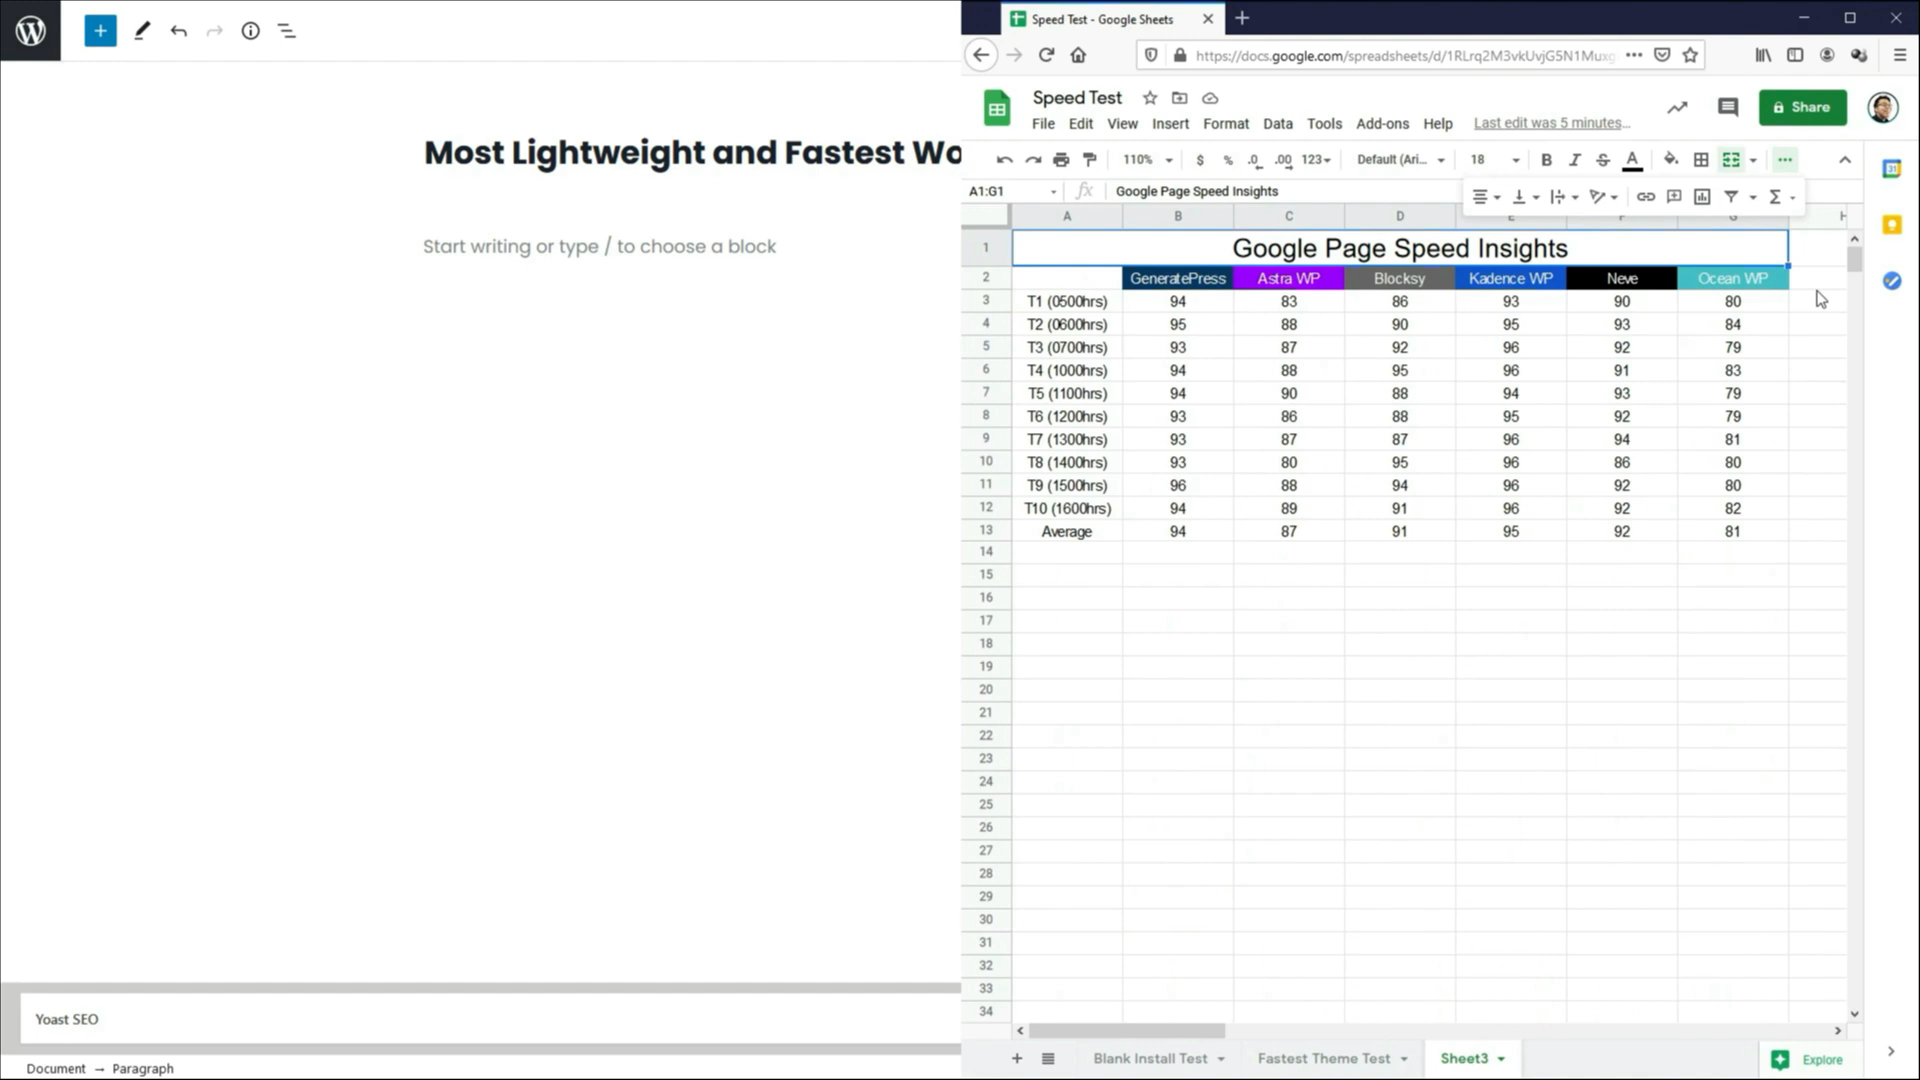 Most Lightweight and Fastest Wo
Start writing or type / to choose a block
Yoast SEO
Document → Paragraph
Speed Test - Google Sheets
https://docs.google.com/spreadsheets/d/1RLrq2M3vkUvjG5N1Muxg
Speed Test
File Edit View Insert Format Data Tools Add-ons Help Last edit was 5 minutes...
Share
110% $ % .0 .00 123 Default (Ari... 18 B I S A
A1:G1 fx Google Page Speed Insights
A B C D E F G H
1 Google Page Speed Insights
2 GeneratePress Astra WP Blocksy Kadence WP Neve Ocean WP
3 T1 (0500hrs) 94 83 86 93 90 80
4 T2 (0600hrs) 95 88 90 95 93 84
5 T3 (0700hrs) 93 87 92 96 92 79
6 T4 (1000hrs) 94 88 95 96 91 83
7 T5 (1100hrs) 94 90 88 94 93 79
8 T6 (1200hrs) 93 86 88 95 92 79
9 T7 (1300hrs) 93 87 87 96 94 81
10 T8 (1400hrs) 93 80 95 96 86 80
11 T9 (1500hrs) 96 88 94 96 92 80
12 T10 (1600hrs) 94 89 91 96 92 82
13 Average 94 87 91 95 92 81
14
15
16
17
18
19
20
21
22
23
24
25
26
27
28
29
30
31
32
33
34
Blank Install Test Fastest Theme Test Sheet3 Explore